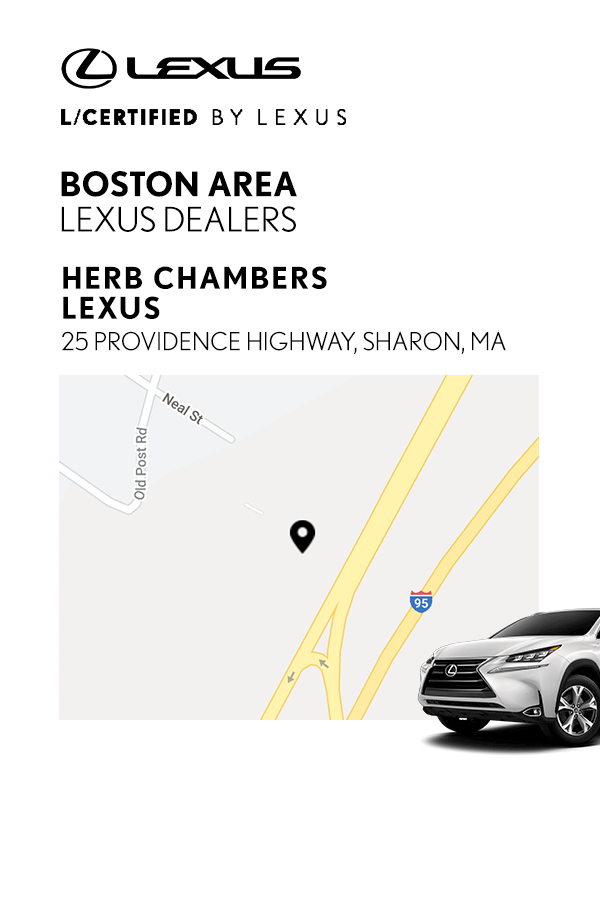 LEXUS
L/CERTIFIED BY LEXUS
BOSTON AREA
LEXUS DEALERS
HERB CHAMBERS
LEXUS
25 PROVIDENCE HIGHWAY, SHARON, MA
Neal St
Old Post Rd
95